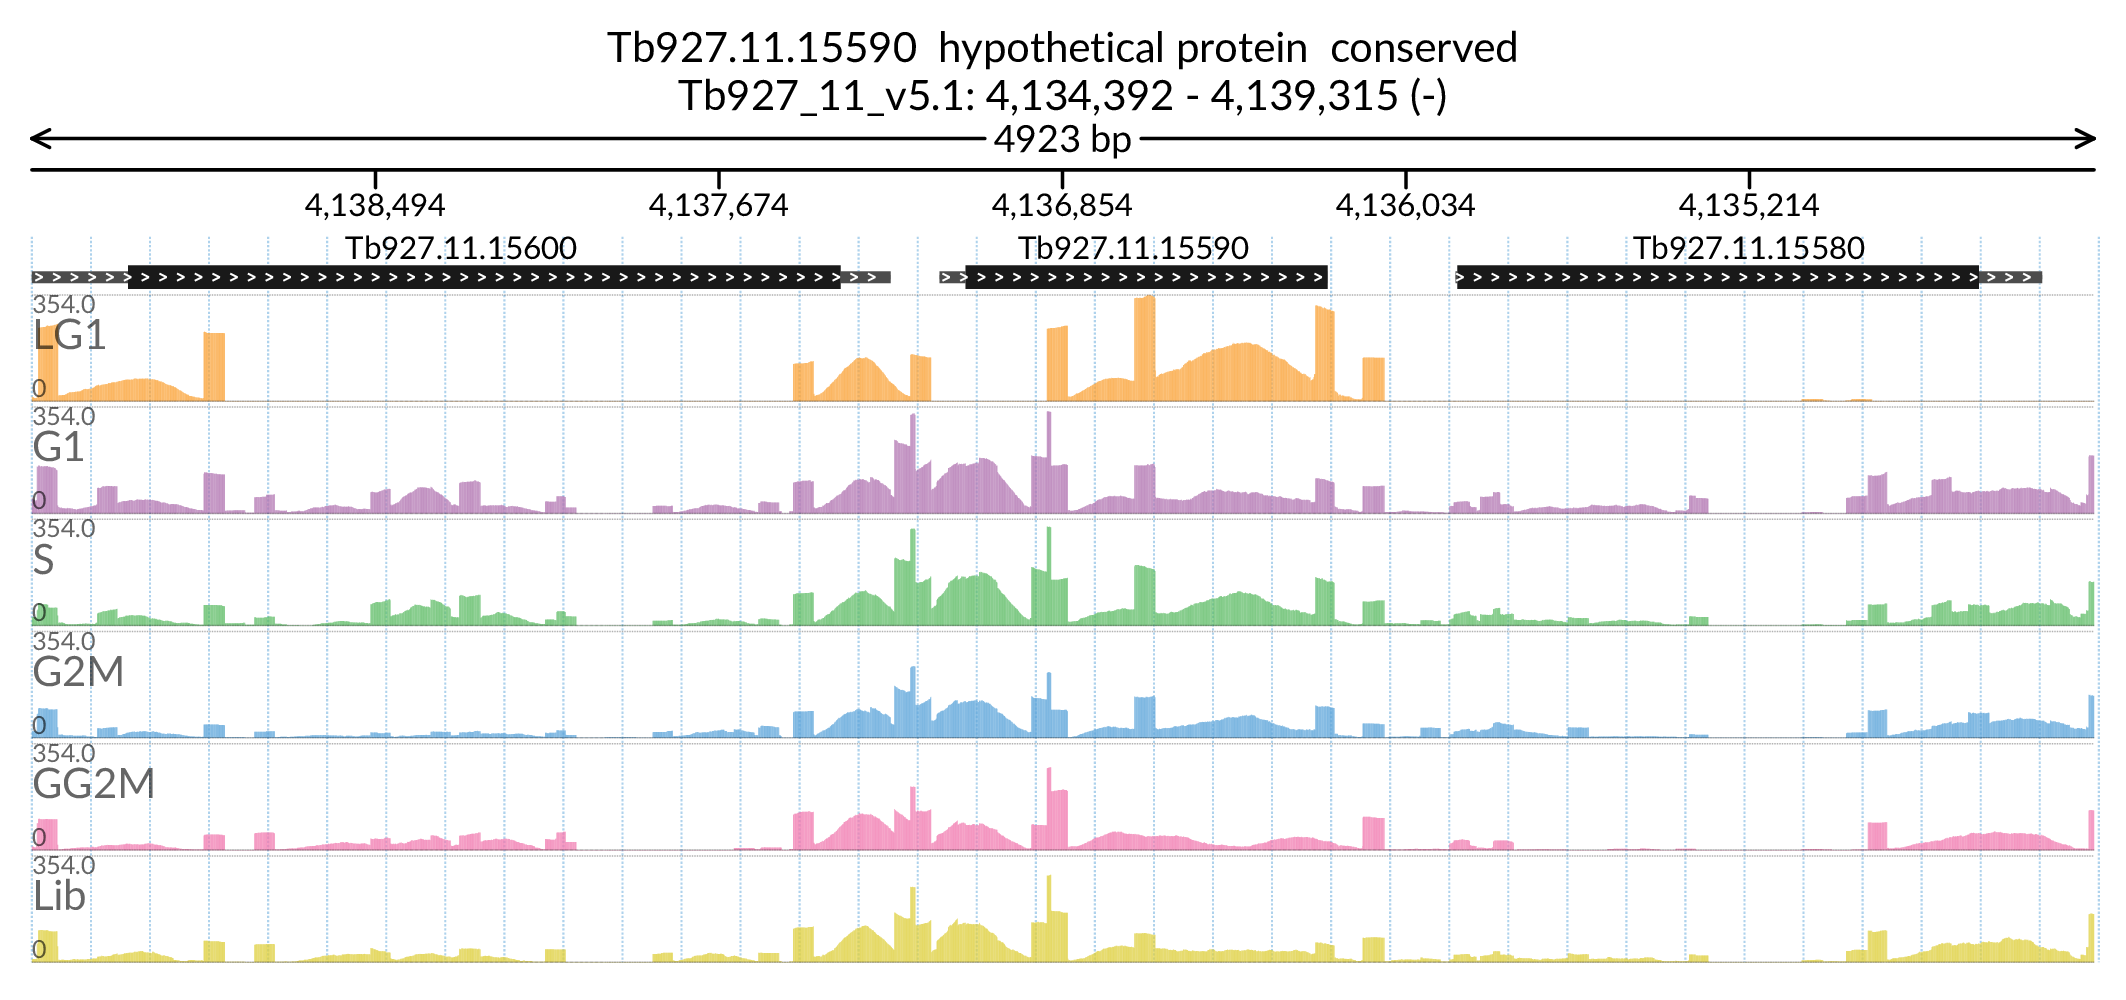 Tb927.11.15590  hypothetical protein  conserved
Tb927_11_v5.1: 4,134,392 - 4,139,315 (-)
4923 bp
4,138,494 4,137,674 4,136,854 4,136,034 4,135,214
Tb927.11.15600 Tb927.11.15590 Tb927.11.15580
354.0
LG1
0
354.0
G1
0
354.0
S
0
354.0
G2M
0
354.0
GG2M
0
354.0
Lib
0